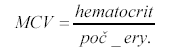 MCV = hematocrit
poč_ery.